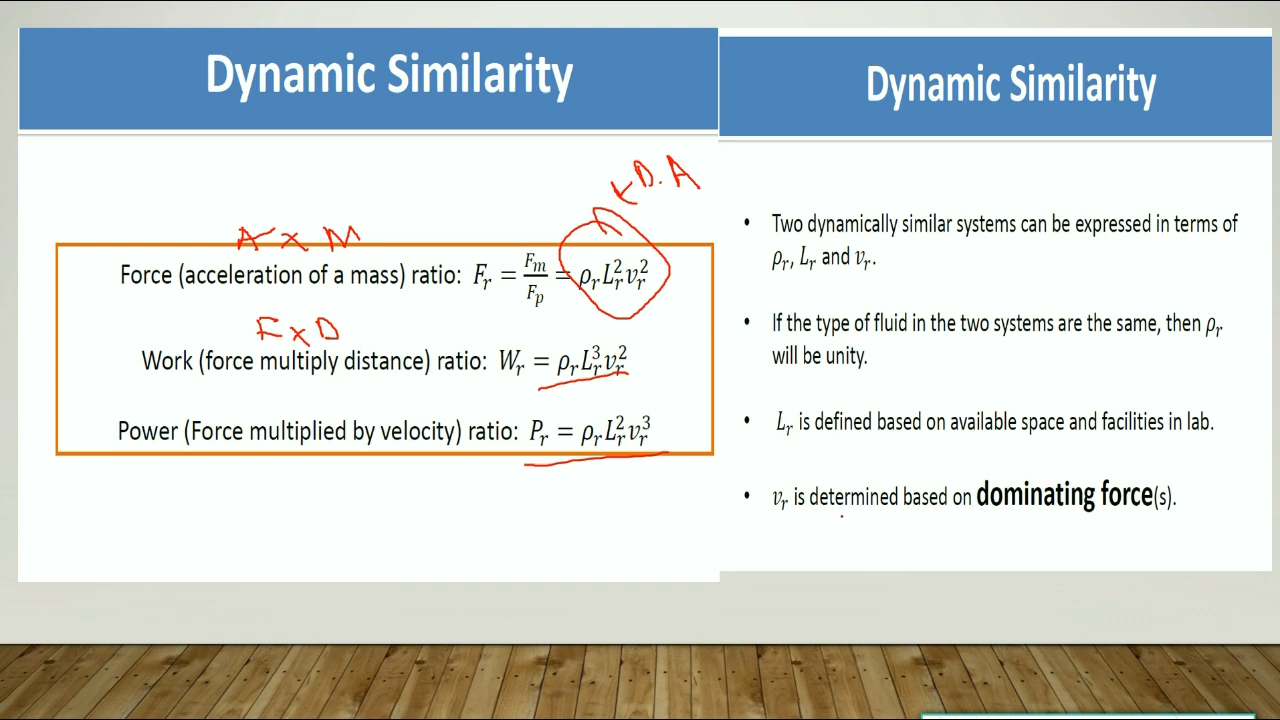 Dynamic Similarity
D.A
A x M
Force (acceleration of a mass) ratio: F_r = F_m/F_p = ρ_r L_r^2 v_r^2
F x D
Work (force multiply distance) ratio: W_r = ρ_r L_r^3 v_r^2
Power (Force multiplied by velocity) ratio: P_r = ρ_r L_r^2 v_r^3
Dynamic Similarity
• Two dynamically similar systems can be expressed in terms of
ρ_r, L_r and v_r.
• If the type of fluid in the two systems are the same, then ρ_r
will be unity.
• L_r is defined based on available space and facilities in lab.
• v_r is determined based on dominating force(s).